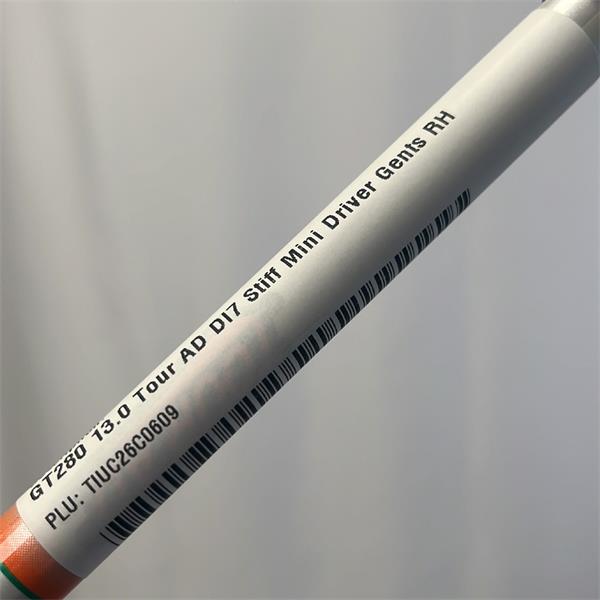 GT280 13.0 Tour AD DI7 Stiff Mini Driver Gents RH
PLU: TIUC26C0609